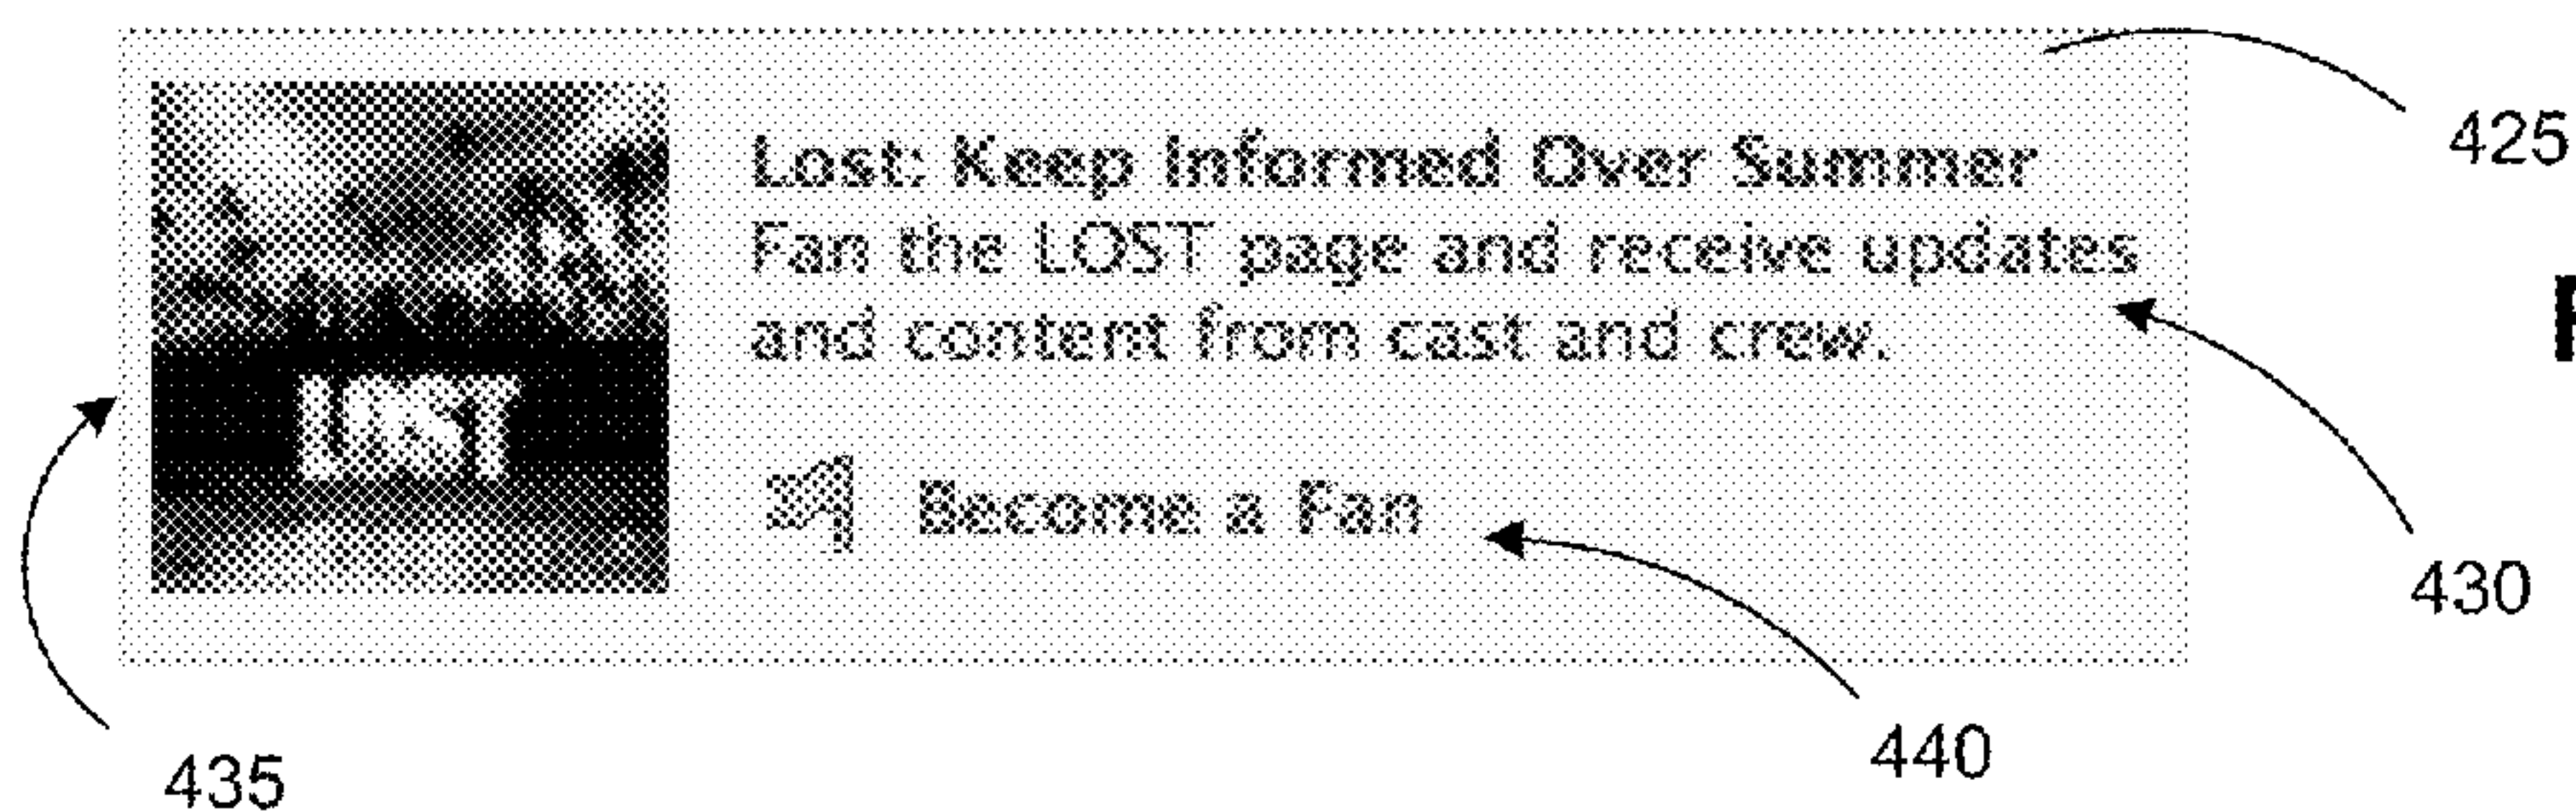 425
Lost: Keep Informed Over Summer
Fan the LOST page and receive updates
and content from cast and crew.
LOST
Become a Fan
430
440
435